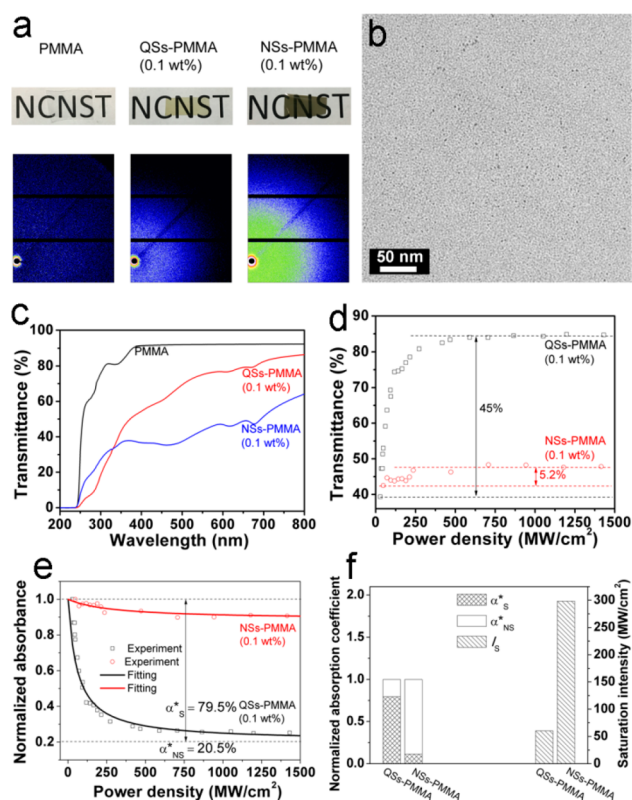 a
PMMA
QSs-PMMA
(0.1 wt%)
NSs-PMMA
(0.1 wt%)
NCNST
NCNST
NCNST
b
50 nm
c
Transmittance (%)
100
80
60
40
20
0
PMMA
QSs-PMMA
(0.1 wt%)
NSs-PMMA
(0.1 wt%)
200 300 400 500 600 700 800
Wavelength (nm)
d
Transmittance (%)
90
80
70
60
50
40
QSs-PMMA
(0.1 wt%)
45%
NSs-PMMA
(0.1 wt%)
5.2%
0 250 500 750 1000 1250 1500
Power density (MW/cm²)
e
Normalized absorbance
1.0
0.8
0.6
0.4
0.2
NSs-PMMA
(0.1 wt%)
Experiment
Experiment
Fitting
Fitting
α*S = 79.5%
QSs-PMMA
(0.1 wt%)
α*NS = 20.5%
0 250 500 750 1000 1250 1500
Power density (MW/cm²)
f
Normalized absorption coefficient
2.0
1.5
1.0
0.5
0.0
α*S
α*NS
IS
300
250
200
150
100
50
0
Saturation intensity (MW/cm²)
QSs-PMMA
NSs-PMMA
QSs-PMMA
NSs-PMMA